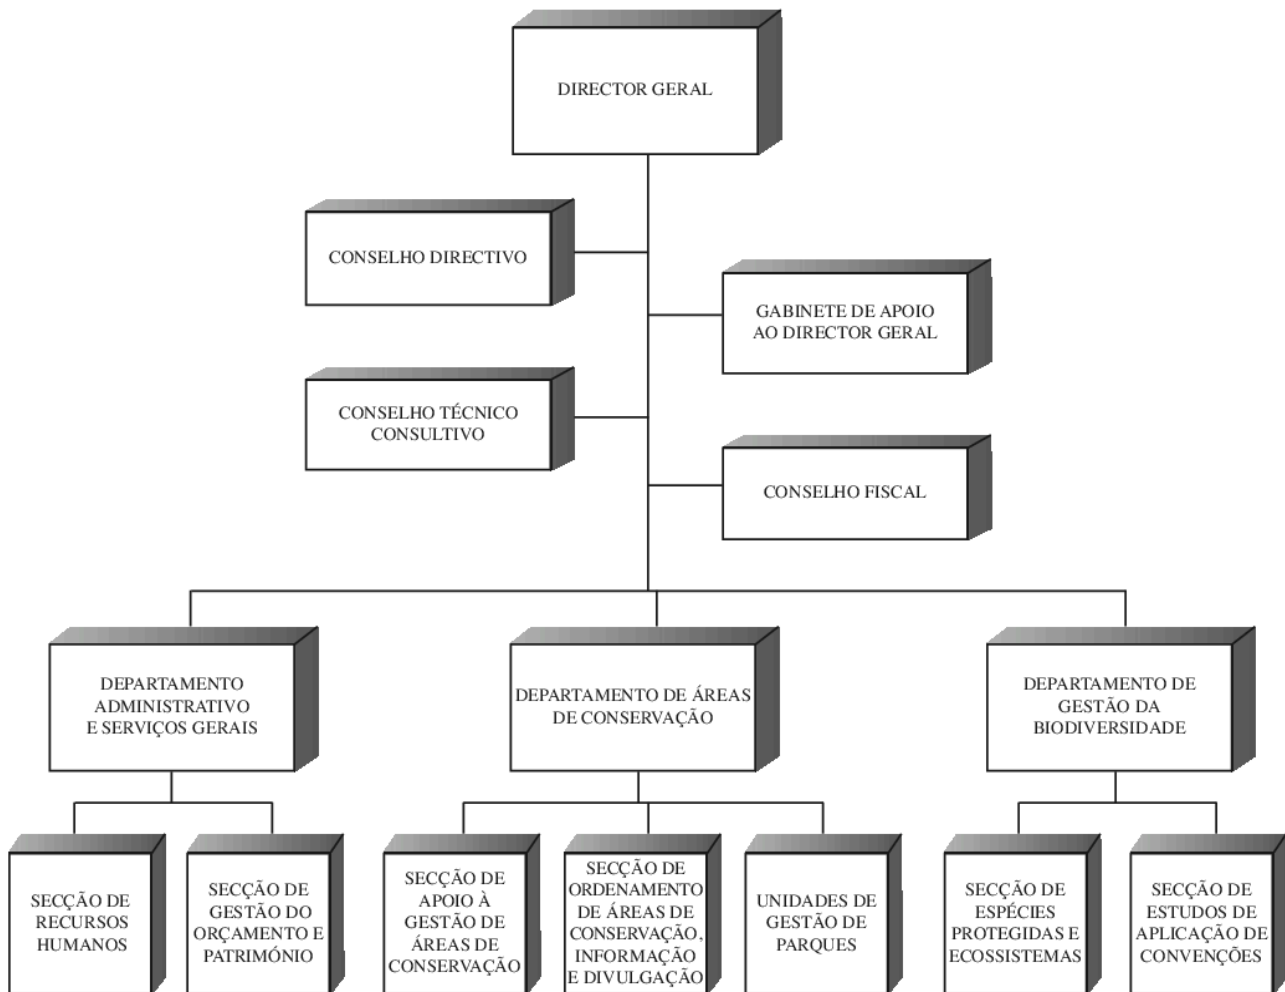 DIRECTOR GERAL
CONSELHO DIRECTIVO
GABINETE DE APOIO
AO DIRECTOR GERAL
CONSELHO TÉCNICO
CONSULTIVO
CONSELHO FISCAL
DEPARTAMENTO
ADMINISTRATIVO
E SERVIÇOS GERAIS
DEPARTAMENTO DE ÁREAS
DE CONSERVAÇÃO
DEPARTAMENTO DE
GESTÃO DA
BIODIVERSIDADE
SECÇÃO DE
RECURSOS
HUMANOS
SECÇÃO DE
GESTÃO DO
ORÇAMENTO E
PATRIMÓNIO
SECÇÃO DE
APOIO À
GESTÃO DE
ÁREAS DE
CONSERVAÇÃO
SECÇÃO DE
ORDENAMENTO
DE ÁREAS DE
CONSERVAÇÃO,
INFORMAÇÃO
E DIVULGAÇÃO
UNIDADES DE
GESTÃO DE
PARQUES
SECÇÃO DE
ESPÉCIES
PROTEGIDAS E
ECOSSISTEMAS
SECÇÃO DE
ESTUDOS DE
APLICAÇÃO DE
CONVENÇÕES